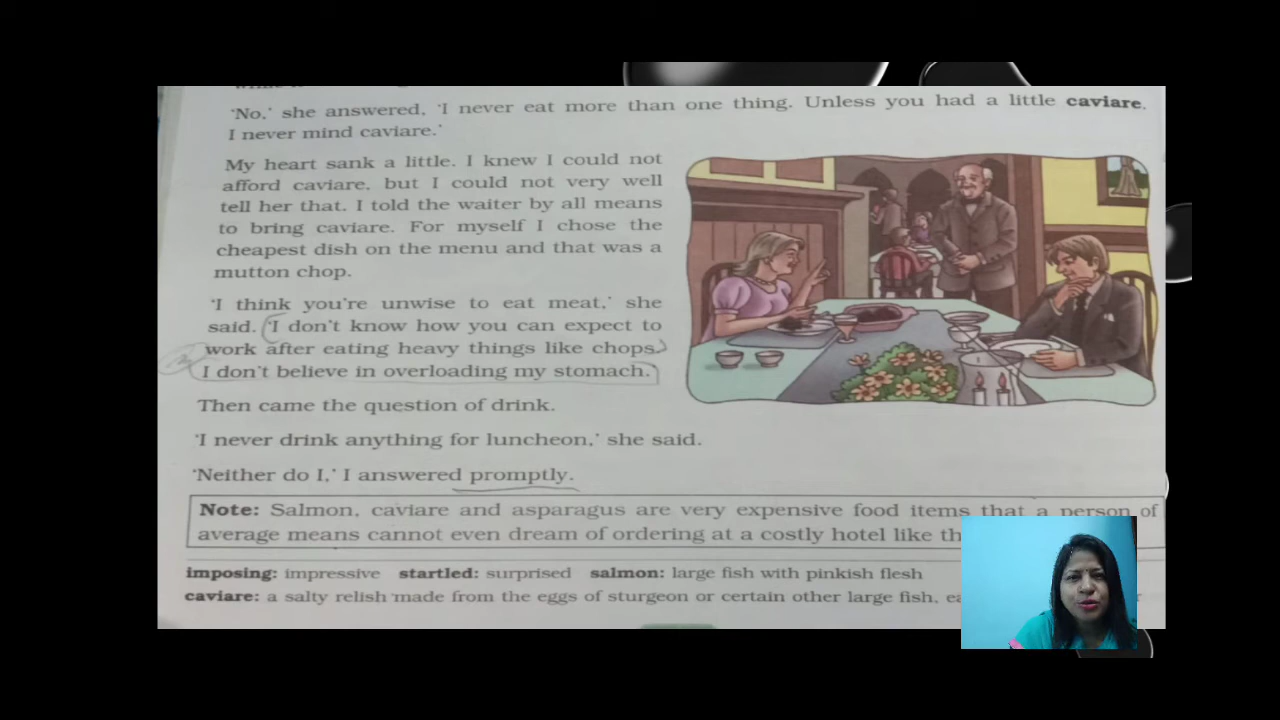 'No,' she answered, 'I never eat more than one thing. Unless you had a little caviare.
I never mind caviare.'
My heart sank a little. I knew I could not
afford caviare, but I could not very well
tell her that. I told the waiter by all means
to bring caviare. For myself I chose the
cheapest dish on the menu and that was a
mutton chop.
'I think you're unwise to eat meat,' she
said. 'I don't know how you can expect to
work after eating heavy things like chops.
I don't believe in overloading my stomach.'
Then came the question of drink.
'I never drink anything for luncheon,' she said.
'Neither do I,' I answered promptly.
Note: Salmon, caviare and asparagus are very expensive food items that a person of
average means cannot even dream of ordering at a costly hotel like
imposing: impressive startled: surprised salmon: large fish with pinkish flesh
caviare: a salty relish made from the eggs of sturgeon or certain other large fish,